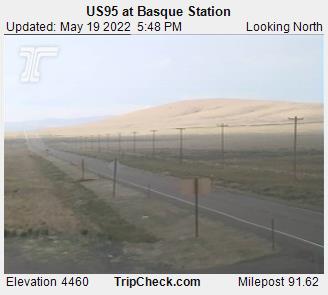 US95 at Basque Station
Updated: May 19 2022 5:48 PM Looking North
Elevation 4460 TripCheck.com Milepost 91.62